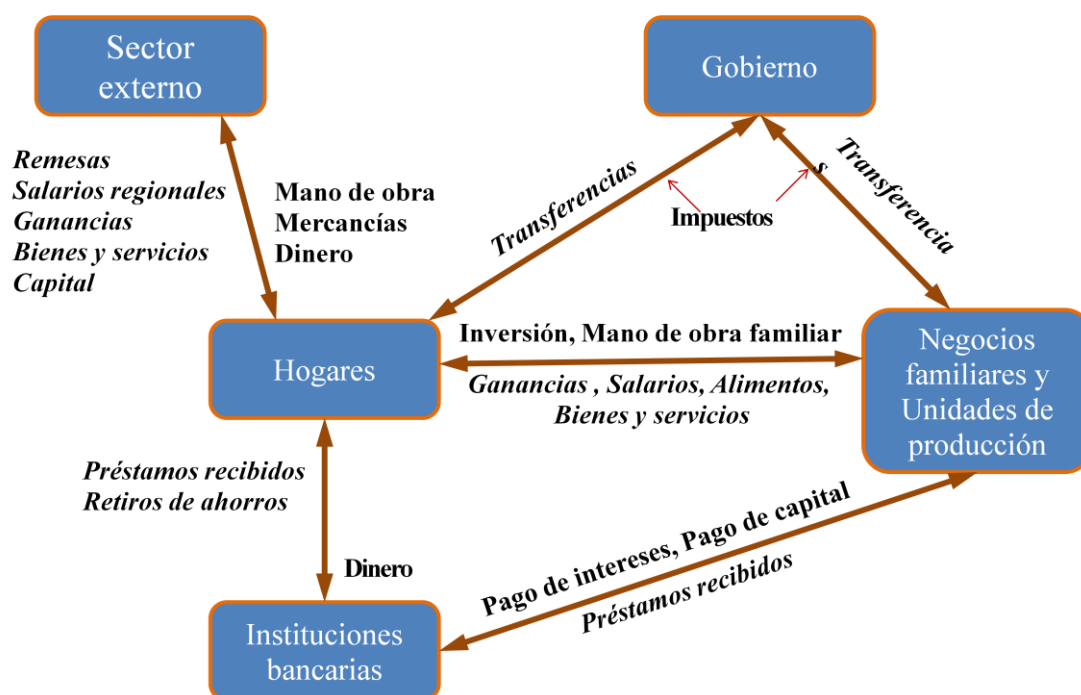 Sector
externo
Gobierno
Remesas
Salarios regionales
Ganancias
Bienes y servicios
Capital
Mano de obra
Mercancías
Dinero
Transferencias
Impuestos
Transferencia
s
Hogares
Inversión, Mano de obra familiar
Ganancias , Salarios, Alimentos,
Bienes y servicios
Negocios
familiares y
Unidades de
producción
Préstamos recibidos
Retiros de ahorros
Dinero
Pago de intereses, Pago de capital
Préstamos recibidos
Instituciones
bancarias